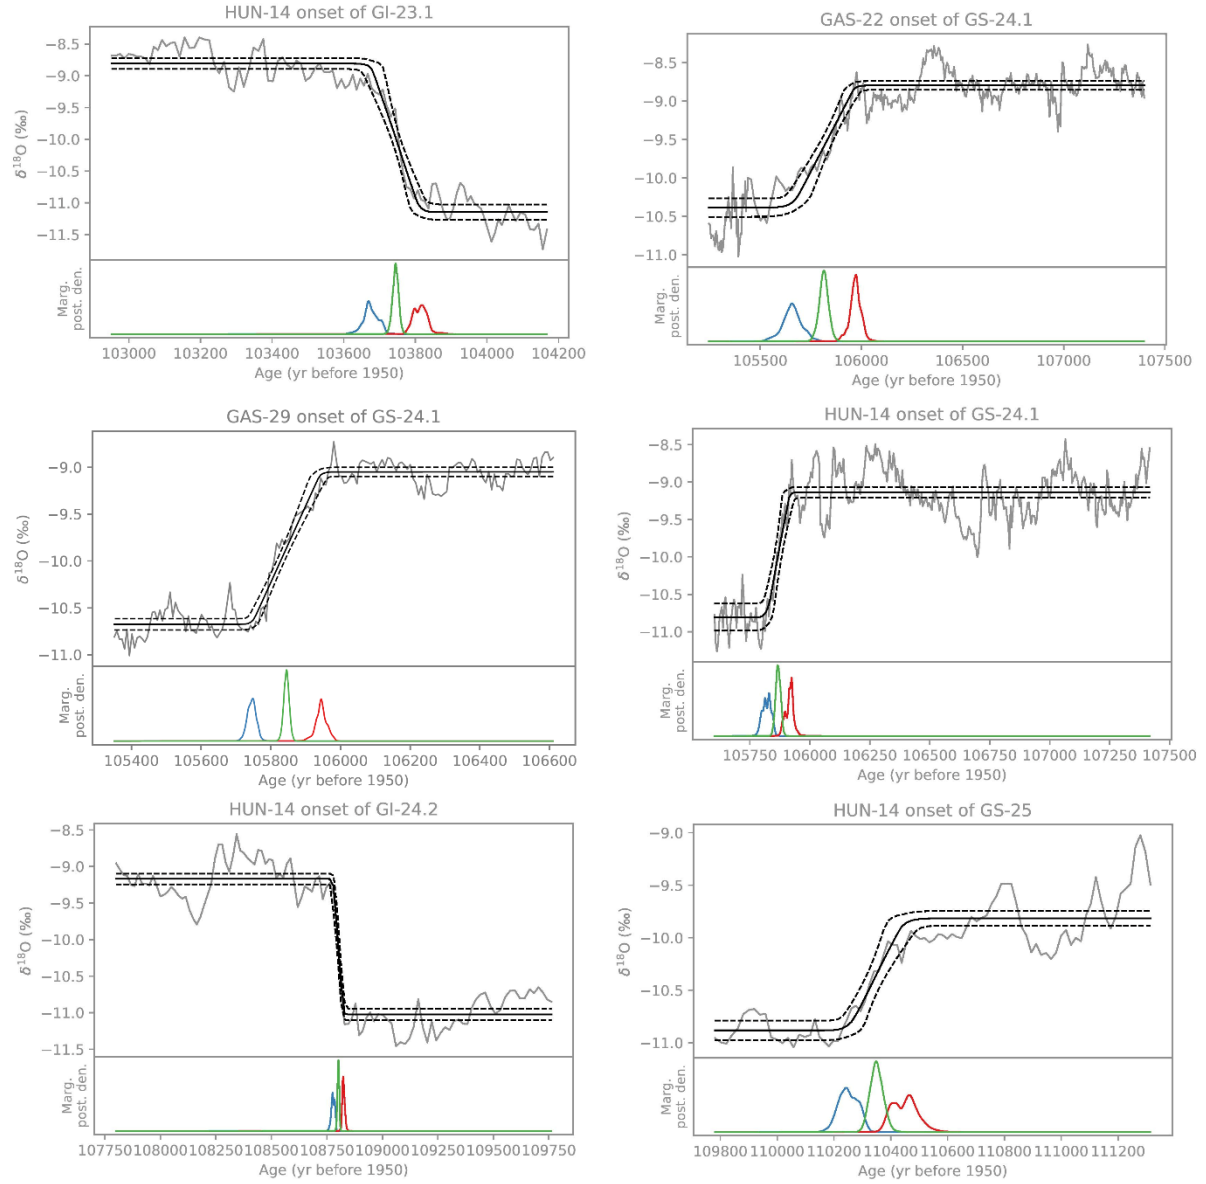 HUN-14 onset of GI-23.1
−8.5
−9.0
−9.5
−10.0
−10.5
−11.0
−11.5
δ¹⁸O (‰)
Marg.
post. den.
103000 103200 103400 103600 103800 104000 104200
Age (yr before 1950)
GAS-22 onset of GS-24.1
−8.5
−9.0
−9.5
−10.0
−10.5
−11.0
δ¹⁸O (‰)
Marg.
post. den.
105500 106000 106500 107000 107500
Age (yr before 1950)
GAS-29 onset of GS-24.1
−9.0
−9.5
−10.0
−10.5
−11.0
δ¹⁸O (‰)
Marg.
post. den.
105400 105600 105800 106000 106200 106400 106600
Age (yr before 1950)
HUN-14 onset of GS-24.1
−8.5
−9.0
−9.5
−10.0
−10.5
−11.0
δ¹⁸O (‰)
Marg.
post. den.
105750 106000 106250 106500 106750 107000 107250 107500
Age (yr before 1950)
HUN-14 onset of GI-24.2
−8.5
−9.0
−9.5
−10.0
−10.5
−11.0
−11.5
δ¹⁸O (‰)
Marg.
post. den.
107750 108000 108250 108500 108750 109000 109250 109500 109750
Age (yr before 1950)
HUN-14 onset of GS-25
−9.0
−9.5
−10.0
−10.5
−11.0
δ¹⁸O (‰)
Marg.
post. den.
109800 110000 110200 110400 110600 110800 111000 111200
Age (yr before 1950)